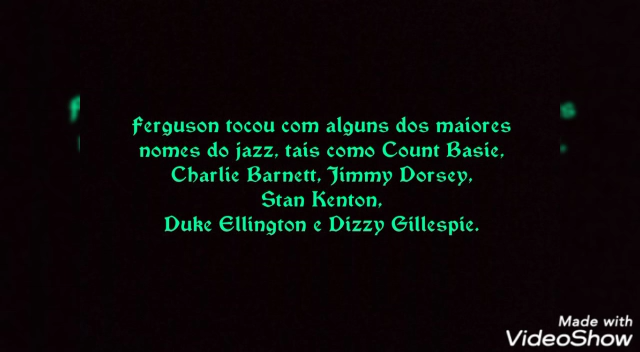 Ferguson tocou com alguns dos maiores
nomes do jazz, tais como Count Basie,
Charlie Barnett, Jimmy Dorsey,
Stan Kenton,
Duke Ellington e Dizzy Gillespie.
Made with
VideoShow